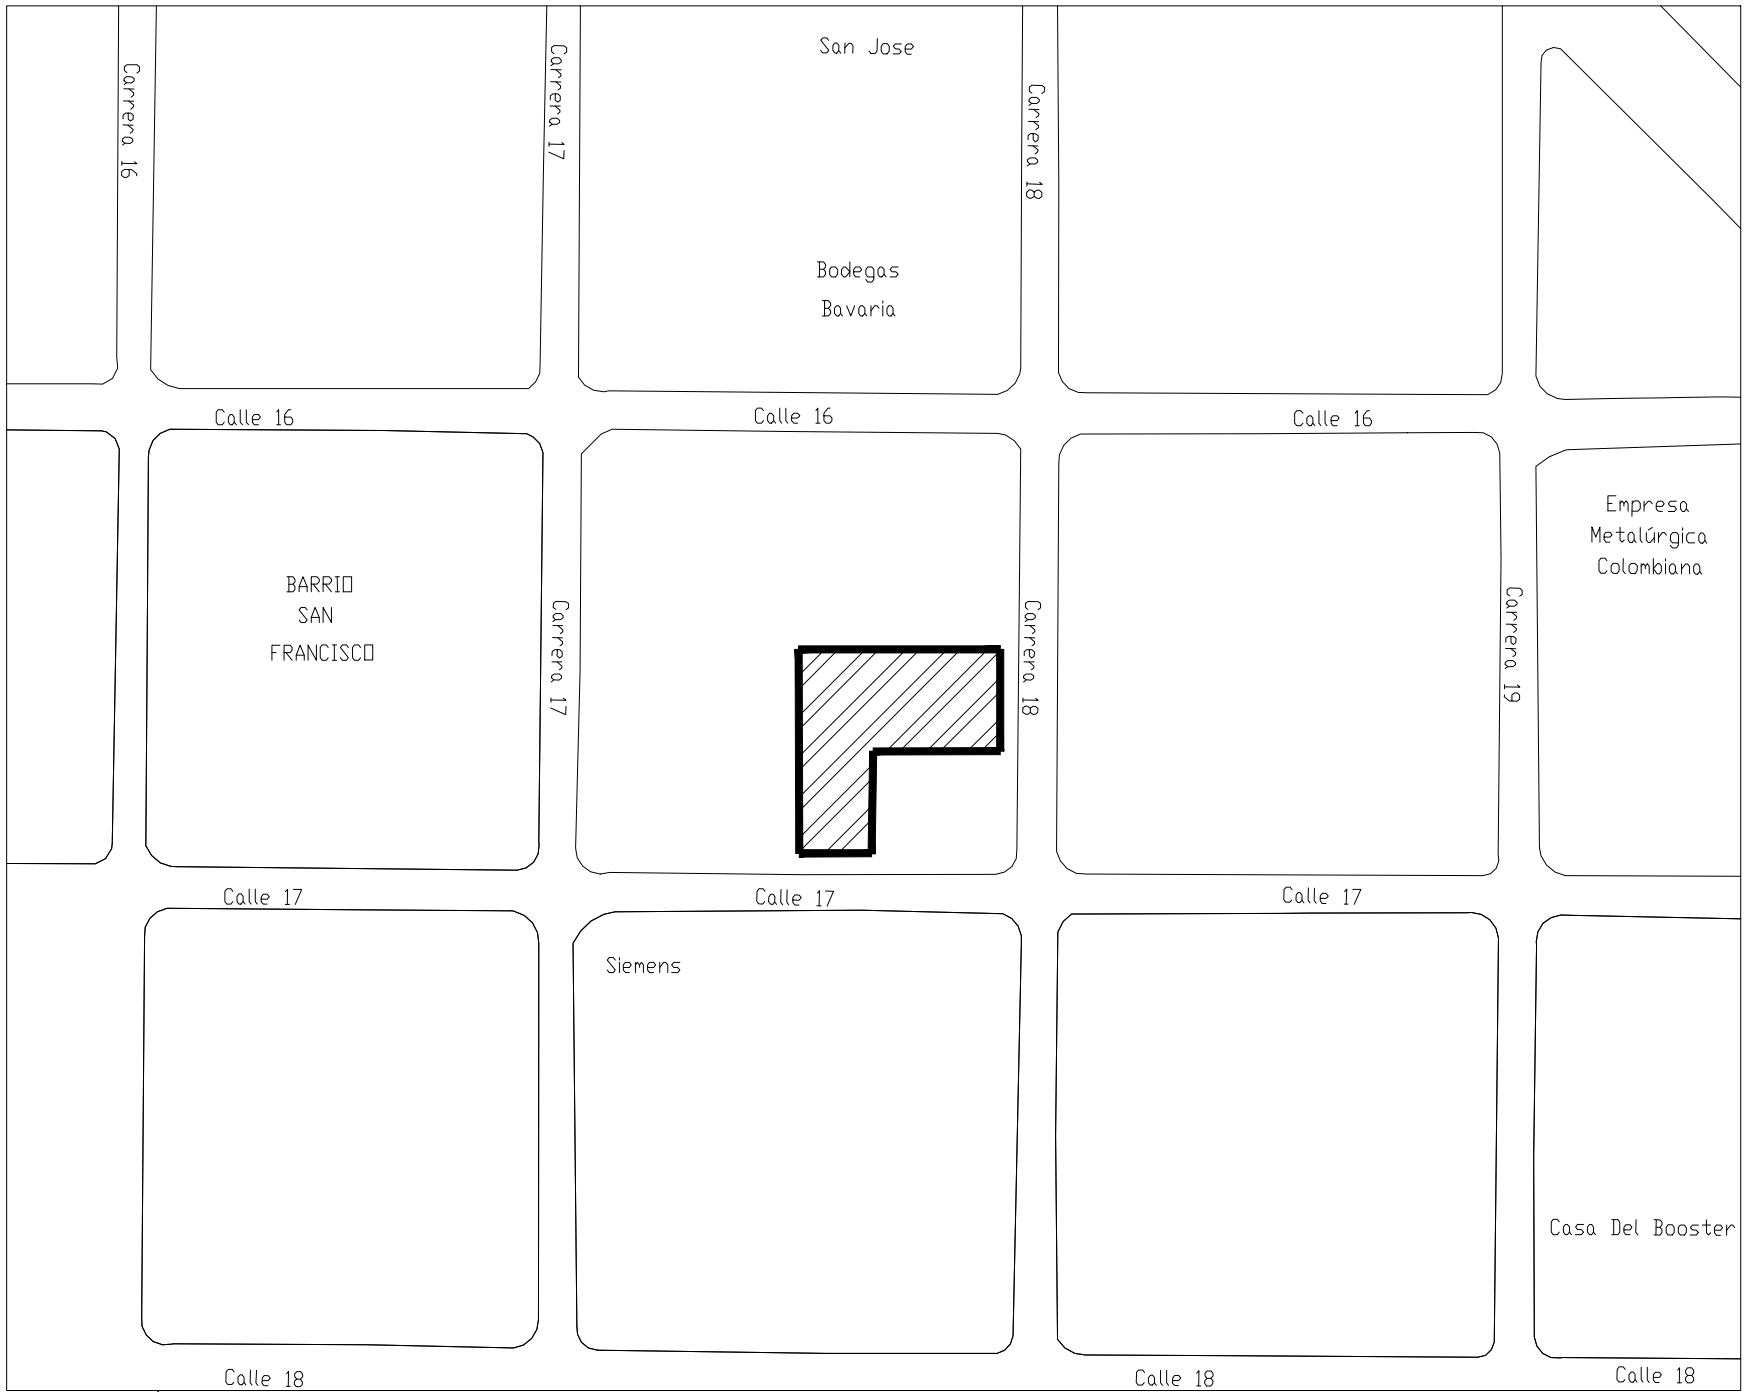 San Jose
Carrera 16
Carrera 17
Carrera 18
Bodegas
Bavaria
Calle 16
Calle 16
Calle 16
Empresa
Metalúrgica
Colombiana
BARRIO
SAN
FRANCISCO
Carrera 17
Carrera 18
Carrera 19
Calle 17
Calle 17
Calle 17
Siemens
Casa Del Booster
Calle 18
Calle 18
Calle 18